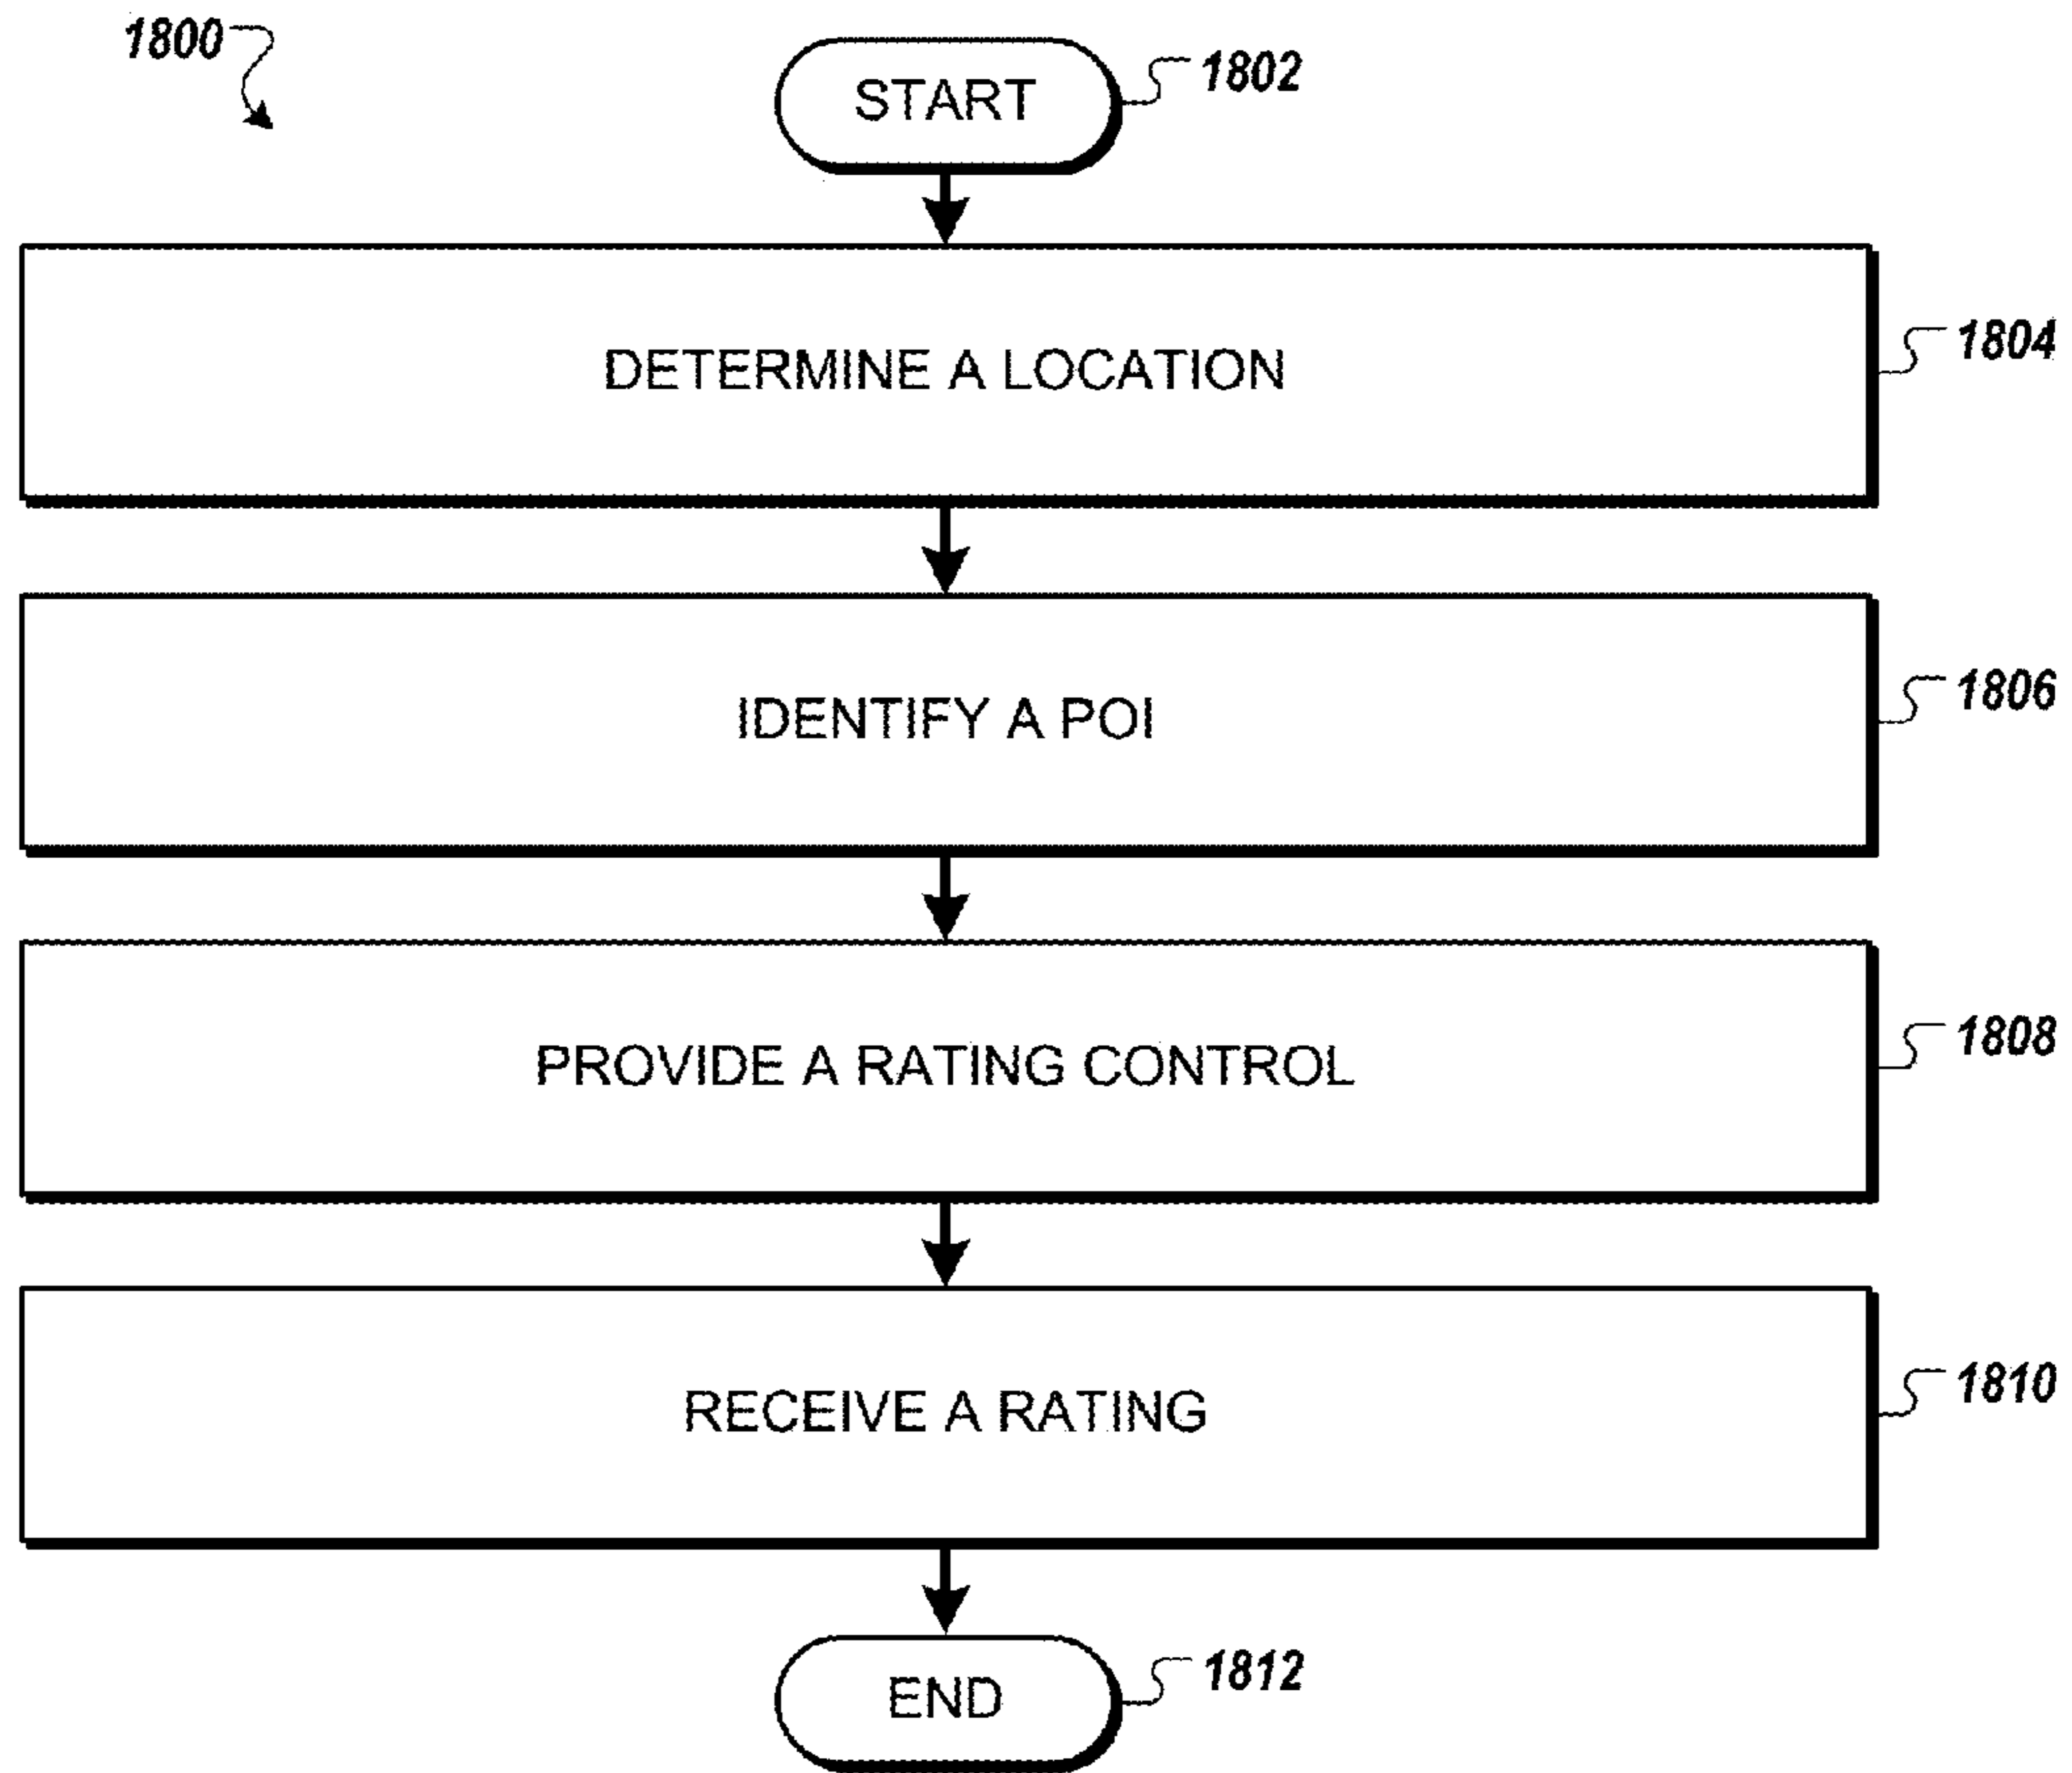 1800
START
1802
DETERMINE A LOCATION
1804
IDENTIFY A POI
1806
PROVIDE A RATING CONTROL
1808
RECEIVE A RATING
1810
END
1812